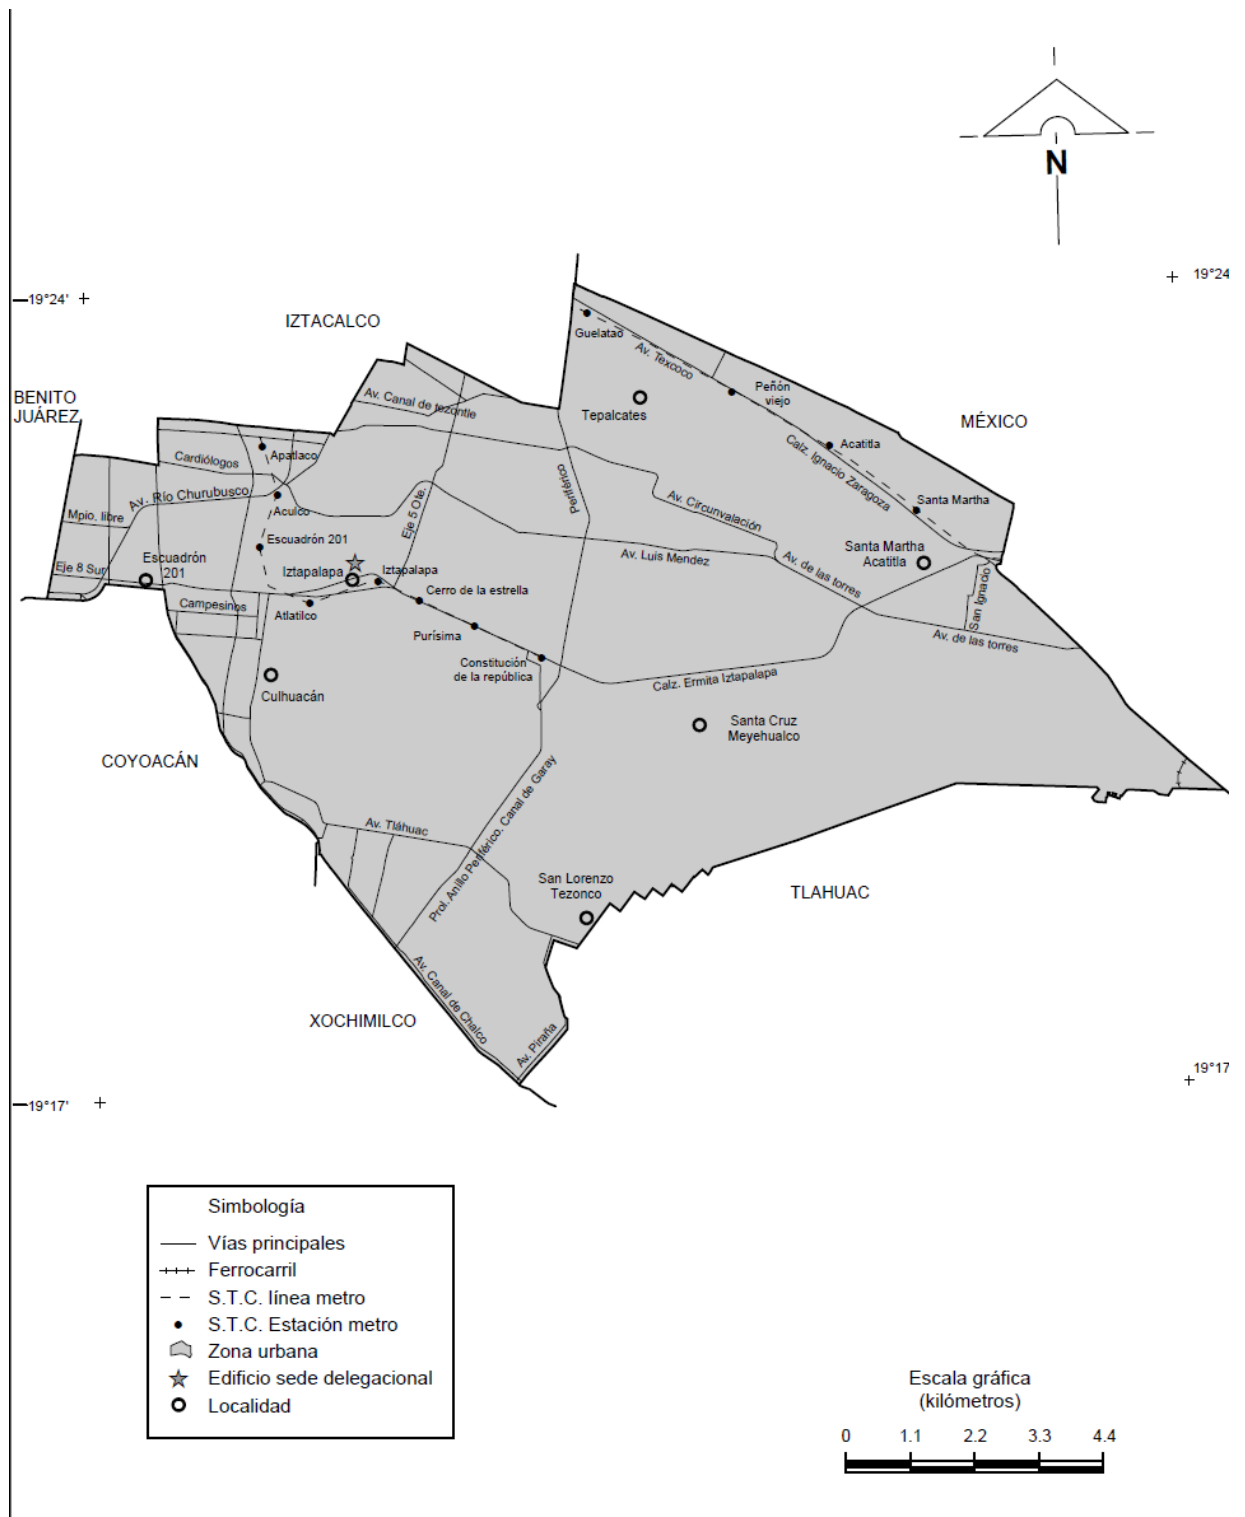 N
19°24'
19°24
IZTACALCO
BENITO
JUÁREZ
MÉXICO
Guelatao
Av. Texcoco
Peñón
viejo
Tepalcates
Av. Canal de tezontle
Acatitla
Calz. Ignacio Zaragoza
Apatlaco
Cardiólogos
Periférico
Av. Río Churubusco
Aculco
Eje 5 Ote.
Av. Circunvalación
Santa Martha
Mpio. libre
Escuadrón 201
Av. Luis Mendez
Santa Martha
Acatitla
Escuadrón
201
Eje 8 Sur
Iztapalapa
Iztapalapa
Av. de las torres
San Ignacio
Cerro de la estrella
Campesinos
Atlatilco
Purísima
Av. de las torres
Constitución
de la república
Calz. Ermita Iztapalapa
Culhuacán
Santa Cruz
Meyehualco
COYOACÁN
Av. Tláhuac
Prol. Anillo Periférico. Canal de Garay
San Lorenzo
Tezonco
TLAHUAC
XOCHIMILCO
Av. Canal de Chalco
Av. Piraña
19°17
19°17'
Simbología
Vías principales
Ferrocarril
S.T.C. línea metro
S.T.C. Estación metro
Zona urbana
Edificio sede delegacional
Localidad
Escala gráfica
(kilómetros)
0 1.1 2.2 3.3 4.4